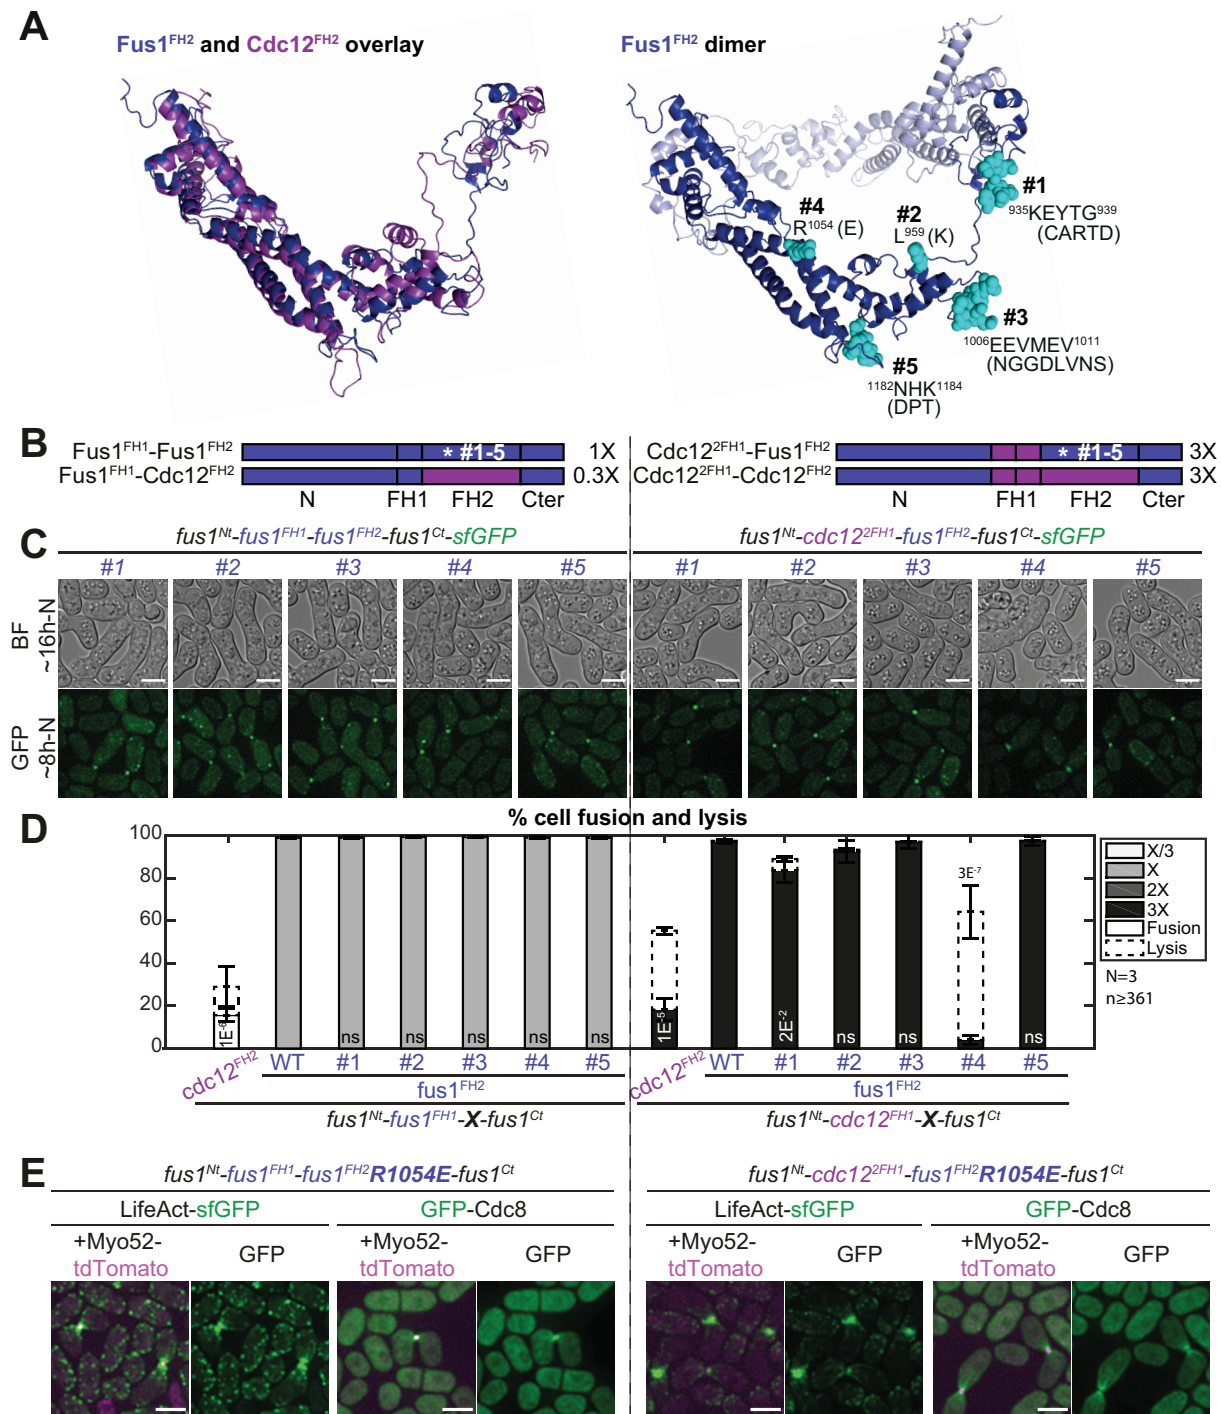 A
Fus1FH2 and Cdc12FH2 overlay
Fus1FH2 dimer
#1
935KEYTG939
(CARTD)
#4
R1054 (E)
#2
L959 (K)
#3
1006EEVMEV1011
(NGGDLVNS)
#5
1182NHK1184
(DPT)
B
Fus1FH1-Fus1FH2 * #1-5 1X
Fus1FH1-Cdc12FH2 0.3X
N FH1 FH2 Cter
Cdc122FH1-Fus1FH2 * #1-5 3X
Cdc122FH1-Cdc12FH2 3X
N FH1 FH2 Cter
C
fus1Nt-fus1FH1-fus1FH2-fus1Ct-sfGFP
fus1Nt-cdc122FH1-fus1FH2-fus1Ct-sfGFP
#1 #2 #3 #4 #5 #1 #2 #3 #4 #5
BF
~16h-N
GFP
~8h-N
D
% cell fusion and lysis
100
80
60
40
20
0
1E-6 ns ns ns ns ns
1E-5 2E-2 ns ns 3E-7 ns
X/3
X
2X
3X
Fusion
Lysis
N=3
n≥361
cdc12FH2 WT #1 #2 #3 #4 #5
fus1FH2
fus1Nt-fus1FH1-X-fus1Ct
cdc12FH2 WT #1 #2 #3 #4 #5
fus1FH2
fus1Nt-cdc12FH1-X-fus1Ct
E
fus1Nt-fus1FH1-fus1FH2R1054E-fus1Ct
LifeAct-sfGFP GFP-Cdc8
+Myo52-tdTomato GFP +Myo52-tdTomato GFP
fus1Nt-cdc122FH1-fus1FH2R1054E-fus1Ct
LifeAct-sfGFP GFP-Cdc8
+Myo52-tdTomato GFP +Myo52-tdTomato GFP